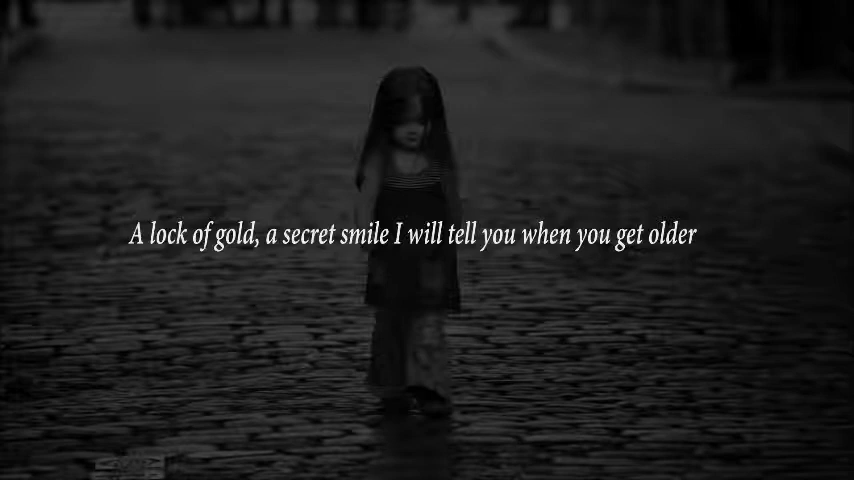 A lock of gold, a secret smile I will tell you when you get older